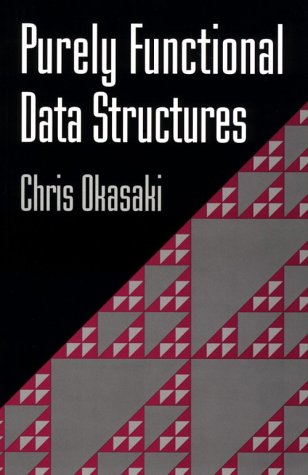 Purely Functional
Data Structures
Chris Okasaki